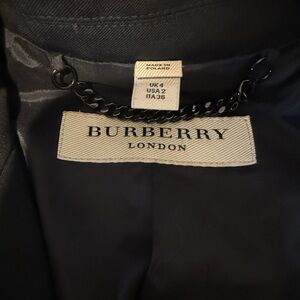 MADE IN
POLAND
UK 4
USA 2
ITA 36
BURBERRY
LONDON